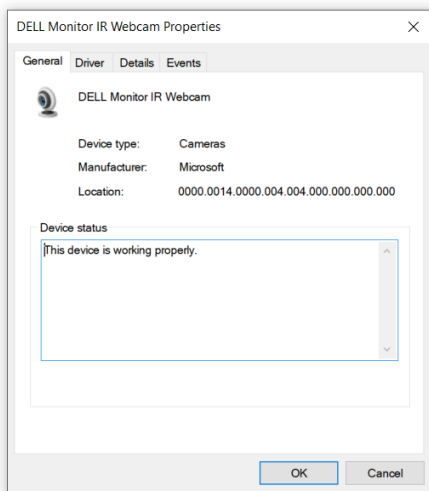 DELL Monitor IR Webcam Properties
General Driver Details Events
DELL Monitor IR Webcam
Device type: Cameras
Manufacturer: Microsoft
Location: 0000.0014.0000.004.004.000.000.000.000
Device status
This device is working properly.
OK Cancel